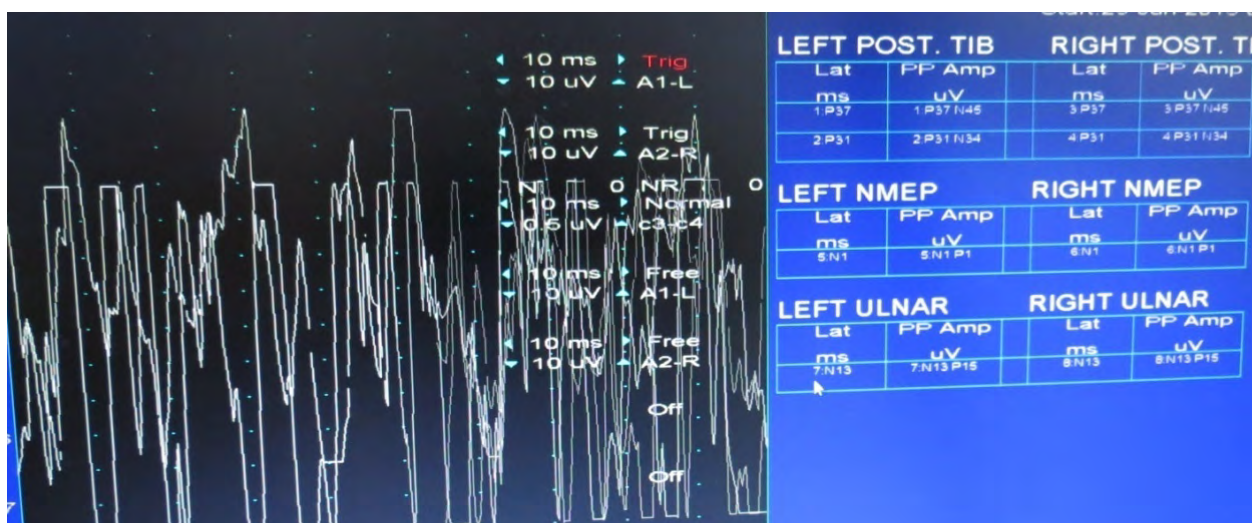 10 ms Trig
10 uV A1-L
10 ms Trig
10 uV A2-R
0 NR 0
10 ms Normal
0.5 uV c3-c4
10 ms Free
10 uV A1-L
10 ms Free
10 uV A2-R
Off
Off
LEFT POST. TIB RIGHT POST. TI
Lat PP Amp Lat PP Amp
ms uV ms uV
1:P37 1:P37 N45 3:P37 3:P37 N45
2:P31 2:P31 N34 4:P31 4:P31 N34
LEFT NMEP RIGHT NMEP
Lat PP Amp Lat PP Amp
ms uV ms uV
5:N1 5:N1 P1 6:N1 6:N1 P1
LEFT ULNAR RIGHT ULNAR
Lat PP Amp Lat PP Amp
ms uV ms uV
7:N13 7:N13 P15 8:N13 8:N13 P15